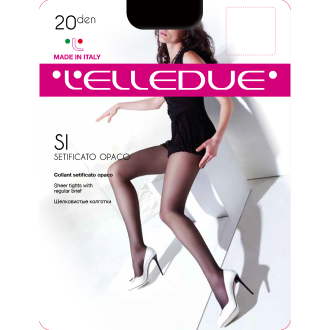 20den
MADE IN ITALY
L'ELLEDUE
SI
SETIFICATO OPACO
Collant setificato opaco
Sheer tights with
regular brief
Шелковистые колготки